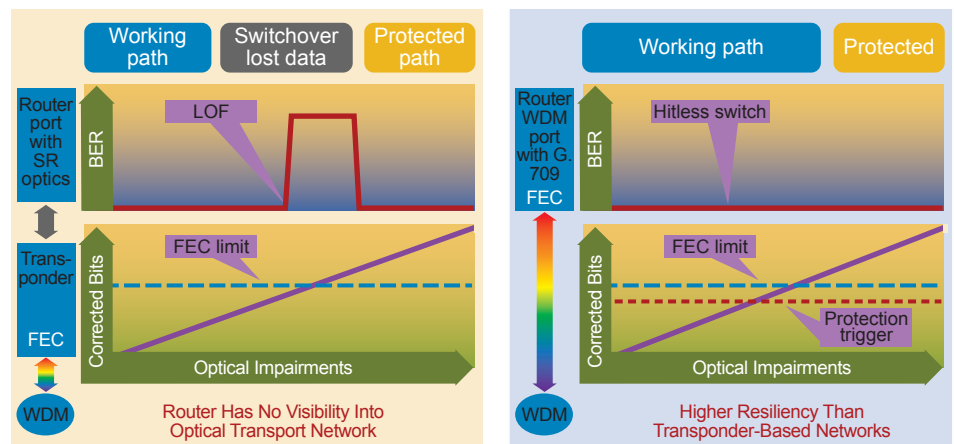 Working
path
Switchover
lost data
Protected
path
Router
port
with
SR
optics
BER
LOF
Trans-
ponder
FEC
Corrected Bits
FEC limit
Optical Impairments
WDM
Router Has No Visibility Into
Optical Transport Network
Working path
Protected
Router
WDM
port
with G.
709
FEC
BER
Hitless switch
Corrected Bits
FEC limit
Protection
trigger
Optical Impairments
WDM
Higher Resiliency Than
Transponder-Based Networks